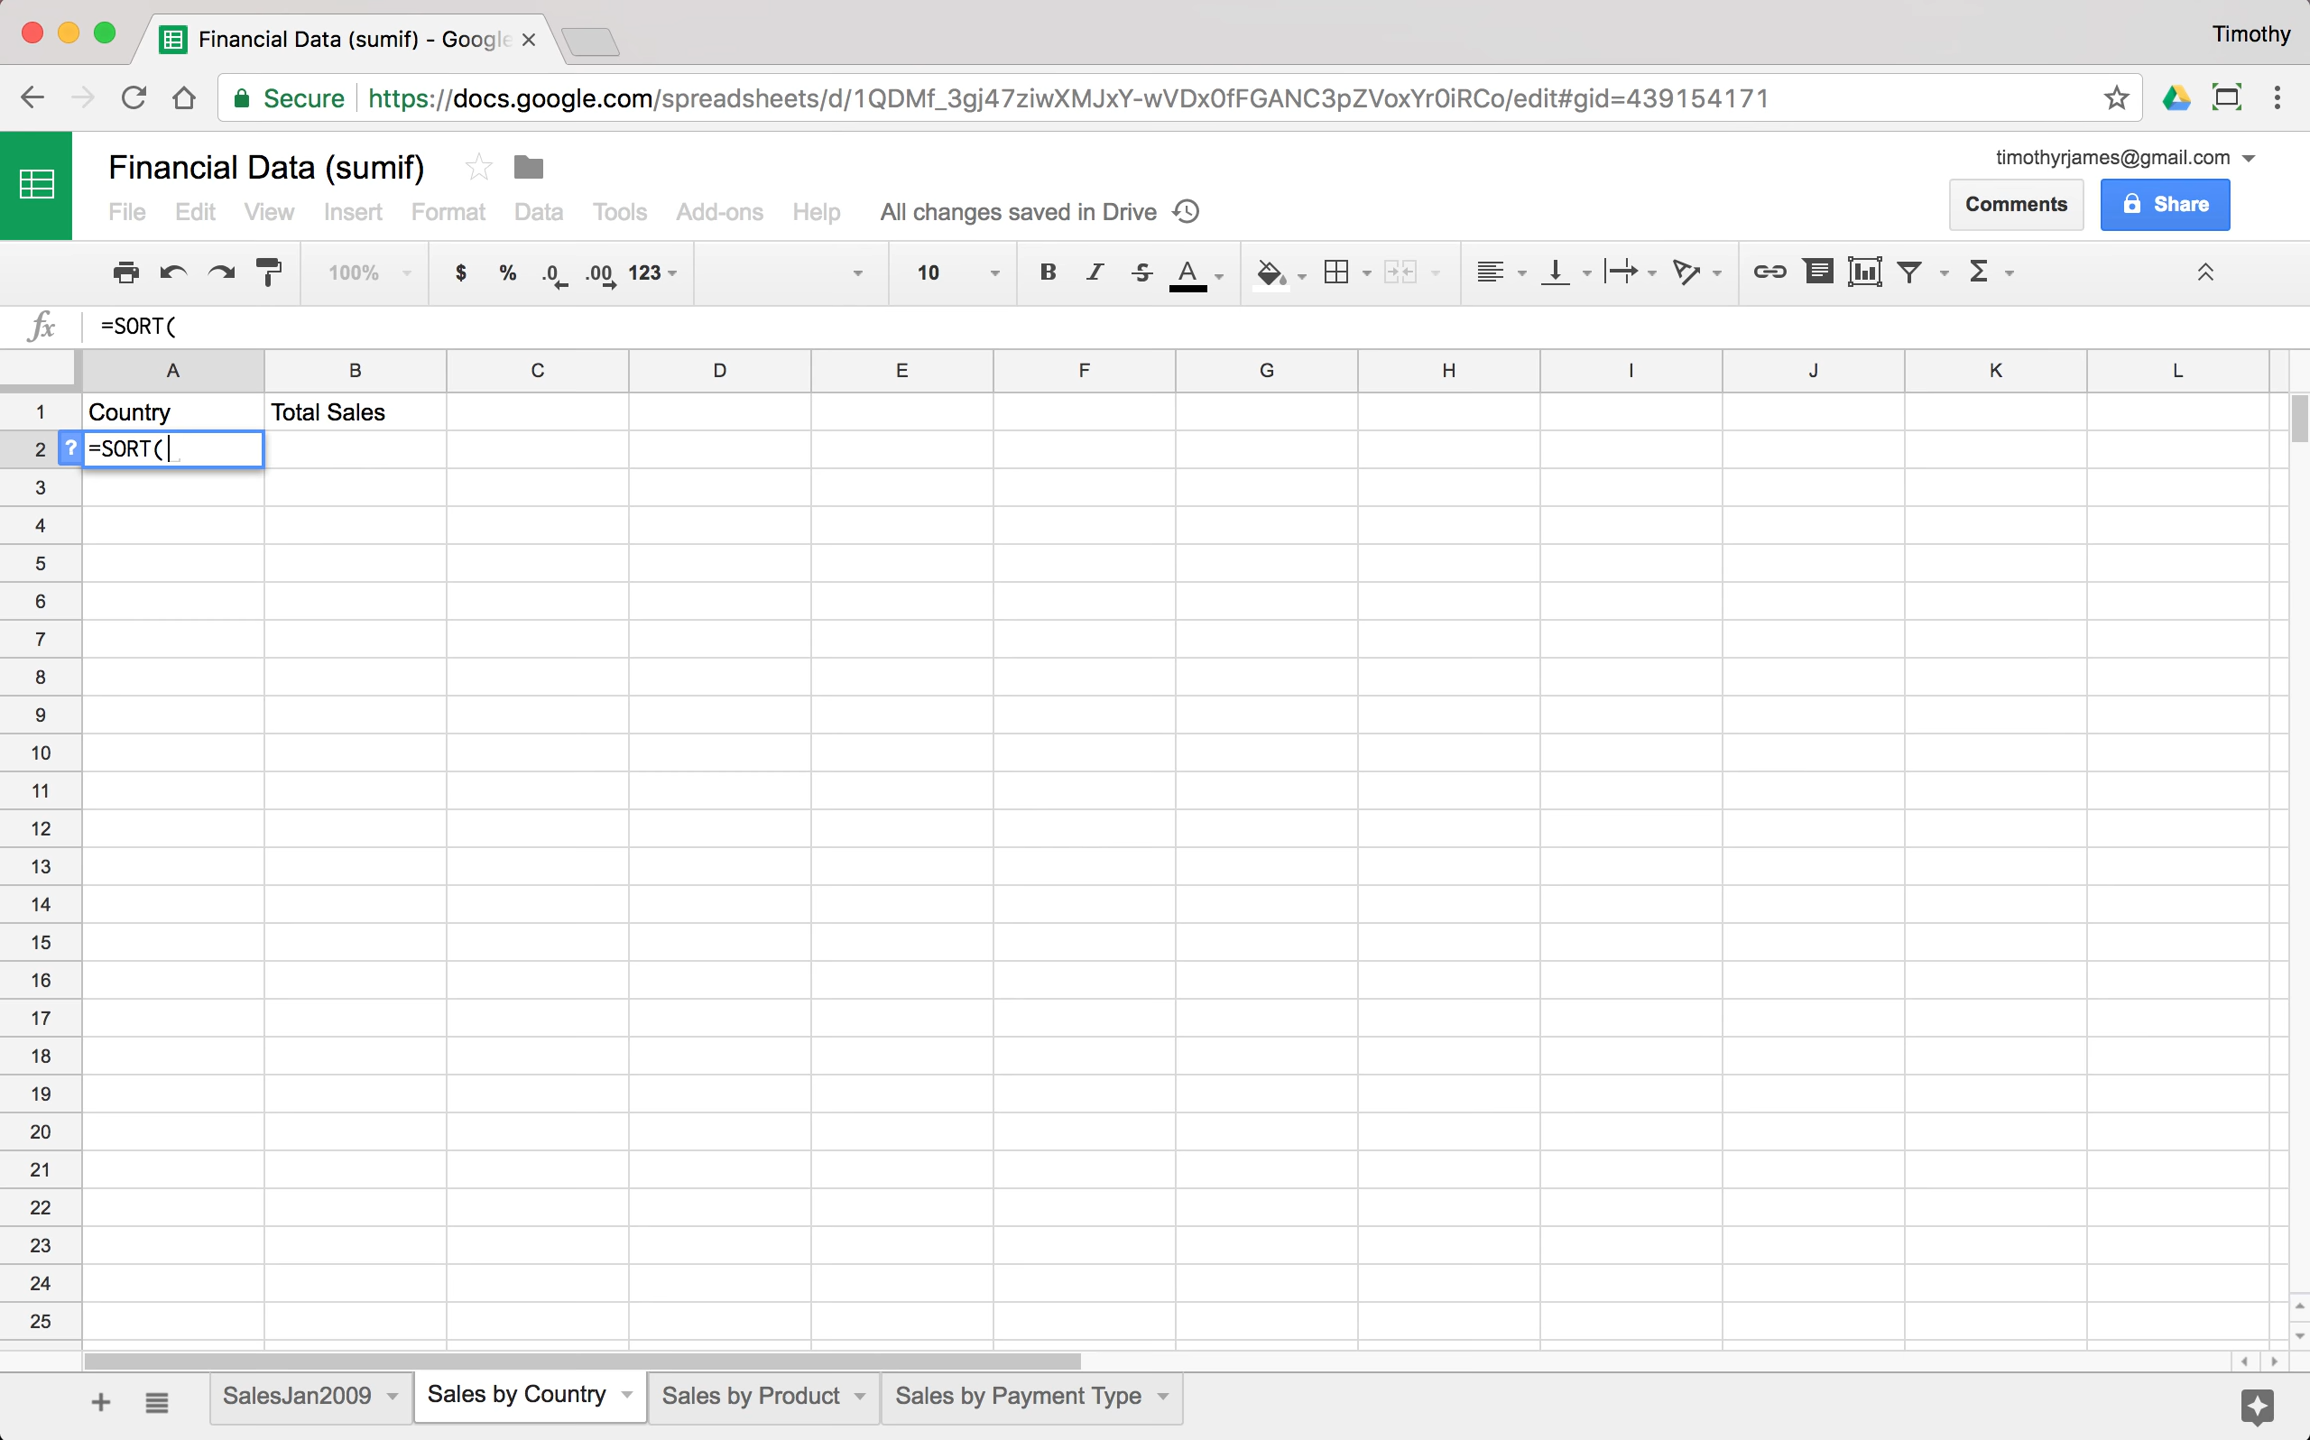 Financial Data (sumif) - Google
Timothy
Secure https://docs.google.com/spreadsheets/d/1QDMf_3gj47ziwXMJxY-wVDx0fFGANC3pZVoxYr0iRCo/edit#gid=439154171
Financial Data (sumif)
timothyrjames@gmail.com
File Edit View Insert Format Data Tools Add-ons Help All changes saved in Drive
Comments Share
100% $ % .0 .00 123 10 B I S A Σ
fx =SORT(
A B C D E F G H I J K L
1 Country Total Sales
2 ? =SORT(
3
4
5
6
7
8
9
10
11
12
13
14
15
16
17
18
19
20
21
22
23
24
25
+ SalesJan2009 Sales by Country Sales by Product Sales by Payment Type